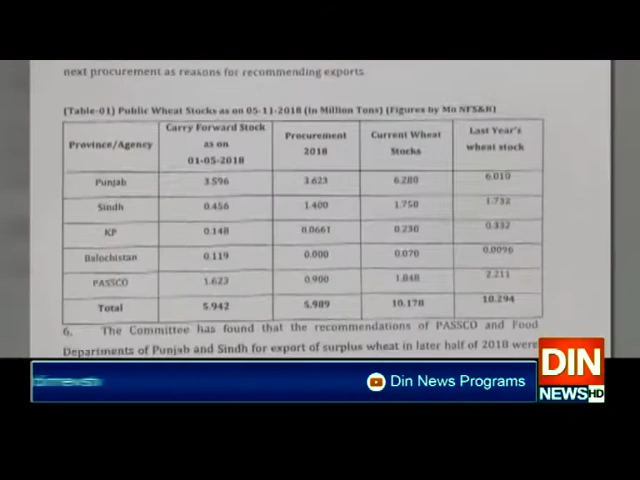 next procurement as reasons for recommending exports.
(Table-01) Public Wheat Stocks as on 05-11-2018 (In Million Tons) (Figures by Mo NFS&R)
Province/Agency Carry Forward Stock as on 01-05-2018 Procurement 2018 Current Wheat Stocks Last Year's wheat stock
Punjab 3.596 3.623 6.280 6.010
Sindh 0.456 1.400 1.750 1.732
KP 0.148 0.0661 0.230 0.332
Balochistan 0.119 0.000 0.070 0.0096
PASSCO 1.623 0.900 1.848 2.211
Total 5.942 5.989 10.178 10.294
6. The Committee has found that the recommendations of PASSCO and Food
Departments of Punjab and Sindh for export of surplus wheat in later half of 2018 were
Din News Programs
DIN
NEWS HD